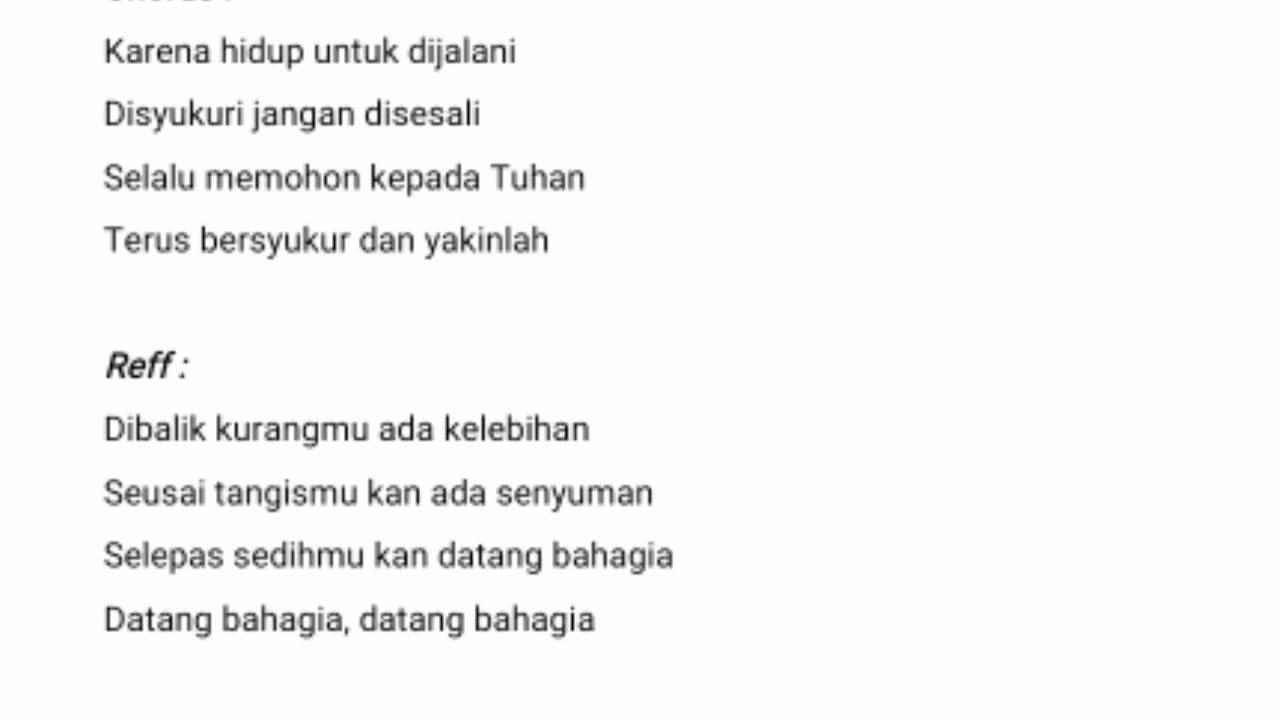 Karena hidup untuk dijalani
Disyukuri jangan disesali
Selalu memohon kepada Tuhan
Terus bersyukur dan yakinlah
Reff :
Dibalik kurangmu ada kelebihan
Seusai tangismu kan ada senyuman
Selepas sedihmu kan datang bahagia
Datang bahagia, datang bahagia